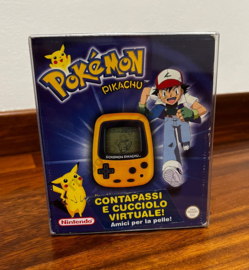 POKÉMON
PIKACHU
POKÉMON PIKACHU
CONTAPASSI
E CUCCIOLO
VIRTUALE!
Amici per la pelle!
Nintendo